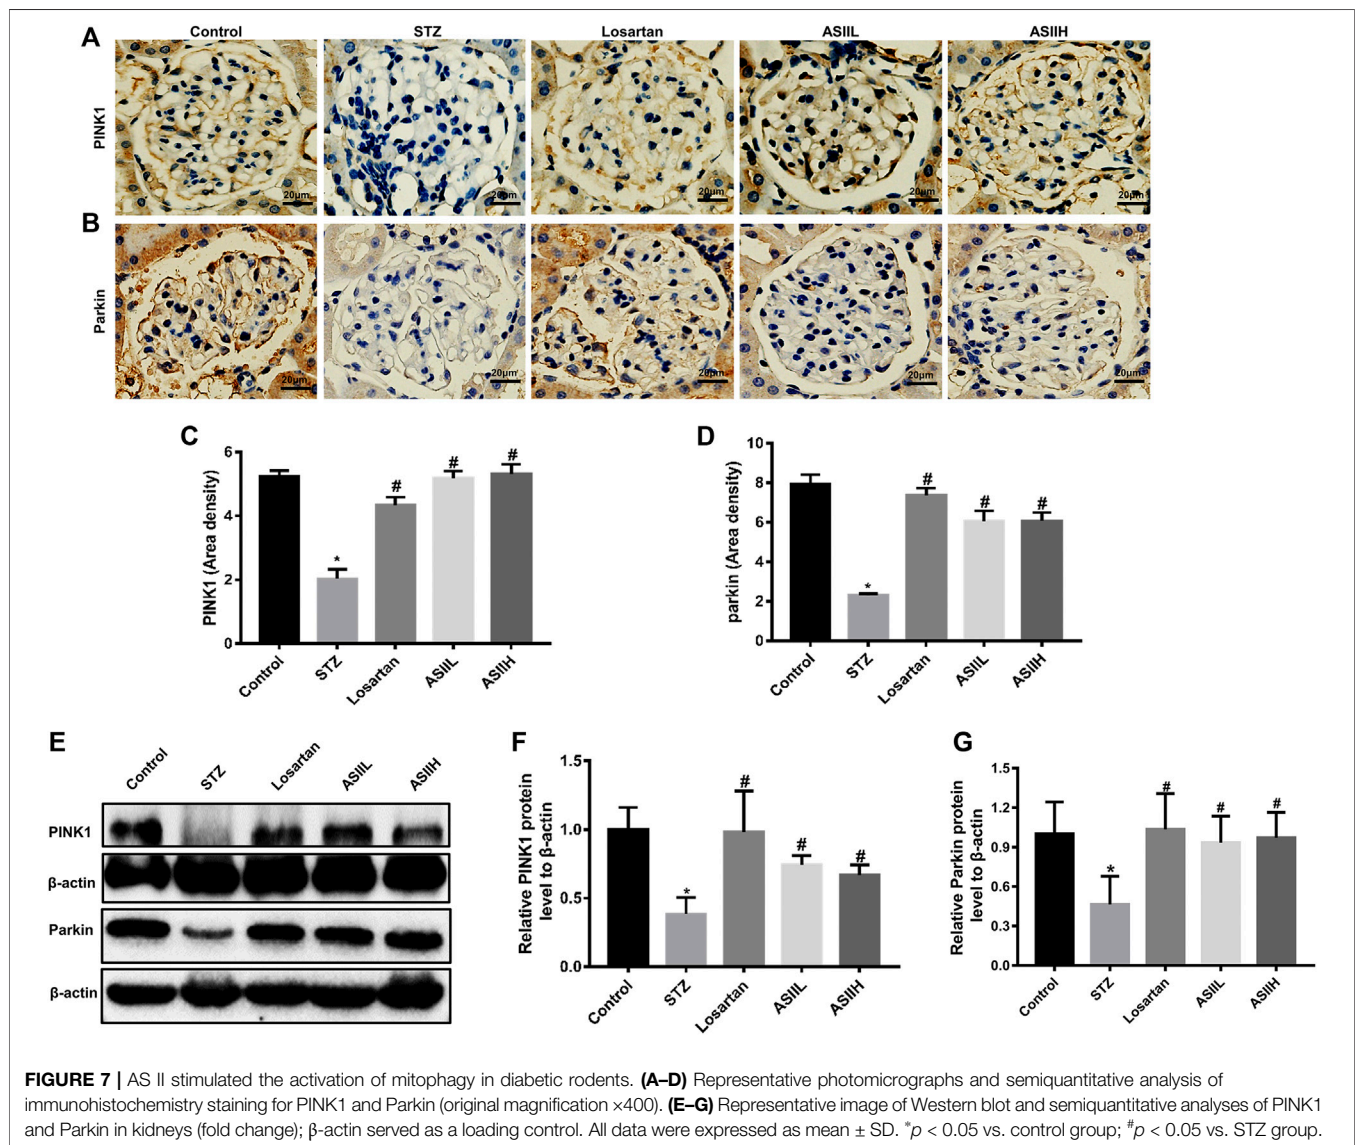 A
Control STZ Losartan ASIIL ASIIH
PINK1
20μm 20μm 20μm 20μm 20μm
B
Parkin
20μm 20μm 20μm 20μm 20μm
C
PINK1 (Area density)
6
4
2
0
* # # #
Control STZ Losartan ASIIL ASIIH
D
parkin (Area density)
10
8
6
4
2
0
* # # #
Control STZ Losartan ASIIL ASIIH
E
Control STZ Losartan ASIIL ASIIH
PINK1
β-actin
Parkin
β-actin
F
Relative PINK1 protein
level to β-actin
1.5
1.0
0.5
0.0
* # # #
Control STZ Losartan ASIIL ASIIH
G
Relative Parkin protein
level to β-actin
1.5
1.2
0.9
0.6
0.3
0.0
* # # #
Control STZ Losartan ASIIL ASIIH
FIGURE 7 | AS II stimulated the activation of mitophagy in diabetic rodents. (A–D) Representative photomicrographs and semiquantitative analysis of
immunohistochemistry staining for PINK1 and Parkin (original magnification ×400). (E–G) Representative image of Western blot and semiquantitative analyses of PINK1
and Parkin in kidneys (fold change); β-actin served as a loading control. All data were expressed as mean ± SD. *p < 0.05 vs. control group; #p < 0.05 vs. STZ group.